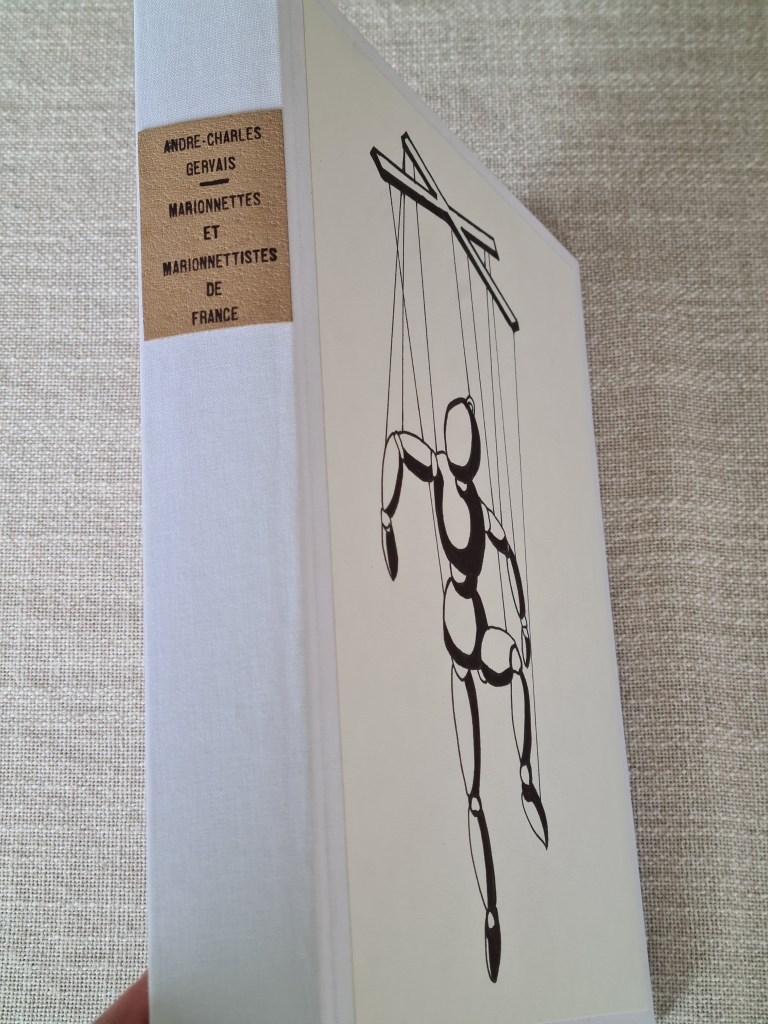 ANDRE-CHARLES
GERVAIS
MARIONNETTES
ET
MARIONNETTISTES
DE
FRANCE